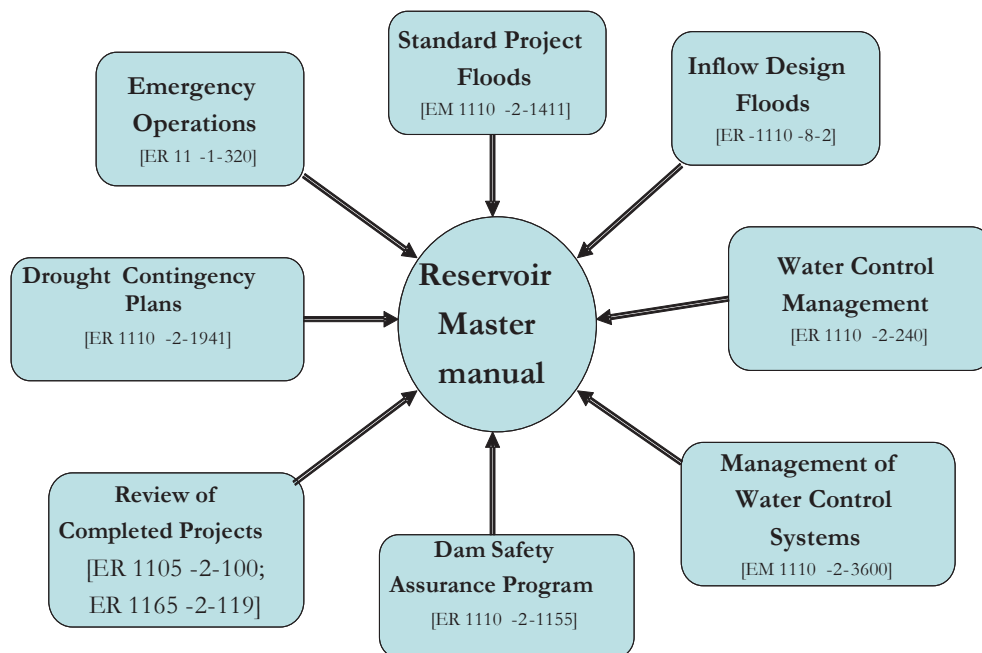 Standard Project
Floods
[EM 1110 -2-1411]
Emergency
Operations
[ER 11 -1-320]
Inflow Design
Floods
[ER -1110 -8-2]
Drought Contingency
Plans
[ER 1110 -2-1941]
Reservoir
Master
manual
Water Control
Management
[ER 1110 -2-240]
Review of
Completed Projects
[ER 1105 -2-100;
ER 1165 -2-119]
Dam Safety
Assurance Program
[ER 1110 -2-1155]
Management of
Water Control
Systems
[EM 1110 -2-3600]